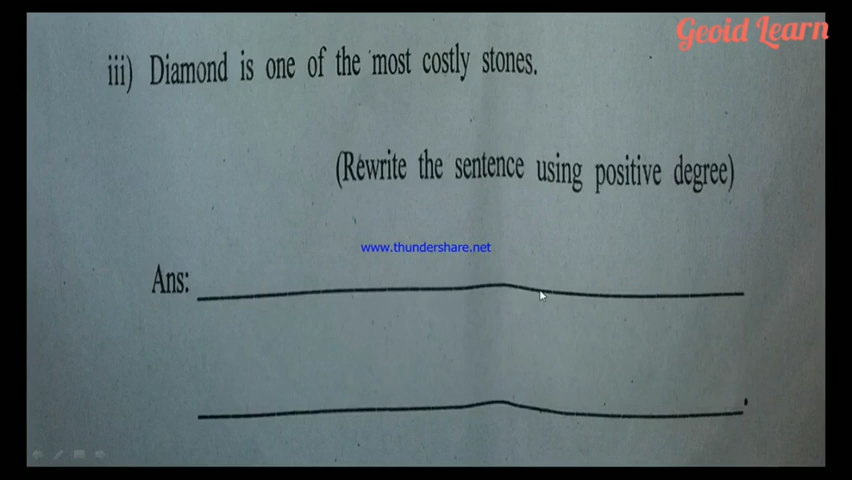 Geoid Learn
iii) Diamond is one of the most costly stones.
(Rewrite the sentence using positive degree)
www.thundershare.net
Ans: